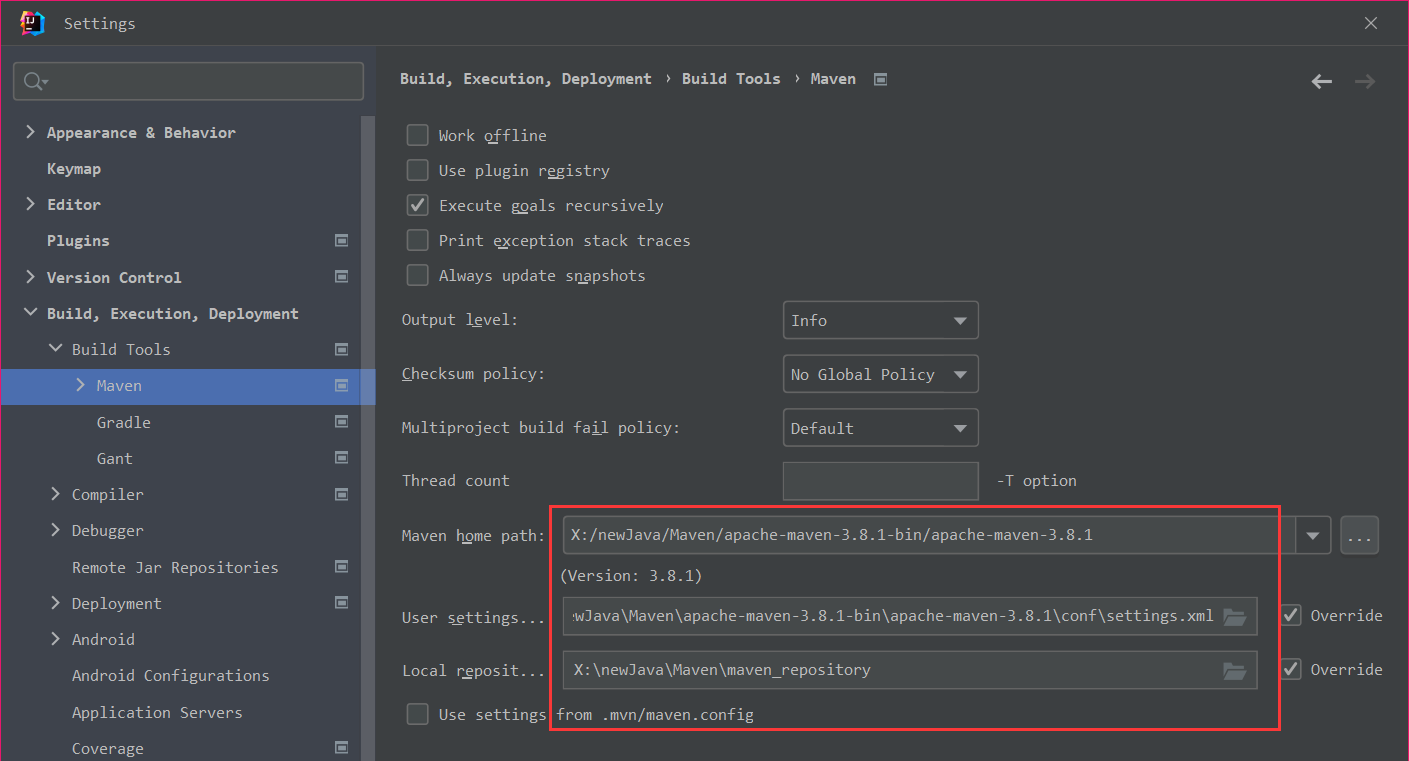 Settings
Appearance & Behavior
Keymap
Editor
Plugins
Version Control
Build, Execution, Deployment
Build Tools
Maven
Gradle
Gant
Compiler
Debugger
Remote Jar Repositories
Deployment
Android
Android Configurations
Application Servers
Coverage
Build, Execution, Deployment › Build Tools › Maven
Work offline
Use plugin registry
Execute goals recursively
Print exception stack traces
Always update snapshots
Output level: Info
Checksum policy: No Global Policy
Multiproject build fail policy: Default
Thread count -T option
Maven home path: X:/newJava/Maven/apache-maven-3.8.1-bin/apache-maven-3.8.1 ...
(Version: 3.8.1)
User settings... wJava\Maven\apache-maven-3.8.1-bin\apache-maven-3.8.1\conf\settings.xml Override
Local reposit... X:\newJava\Maven\maven_repository Override
Use settings from .mvn/maven.config